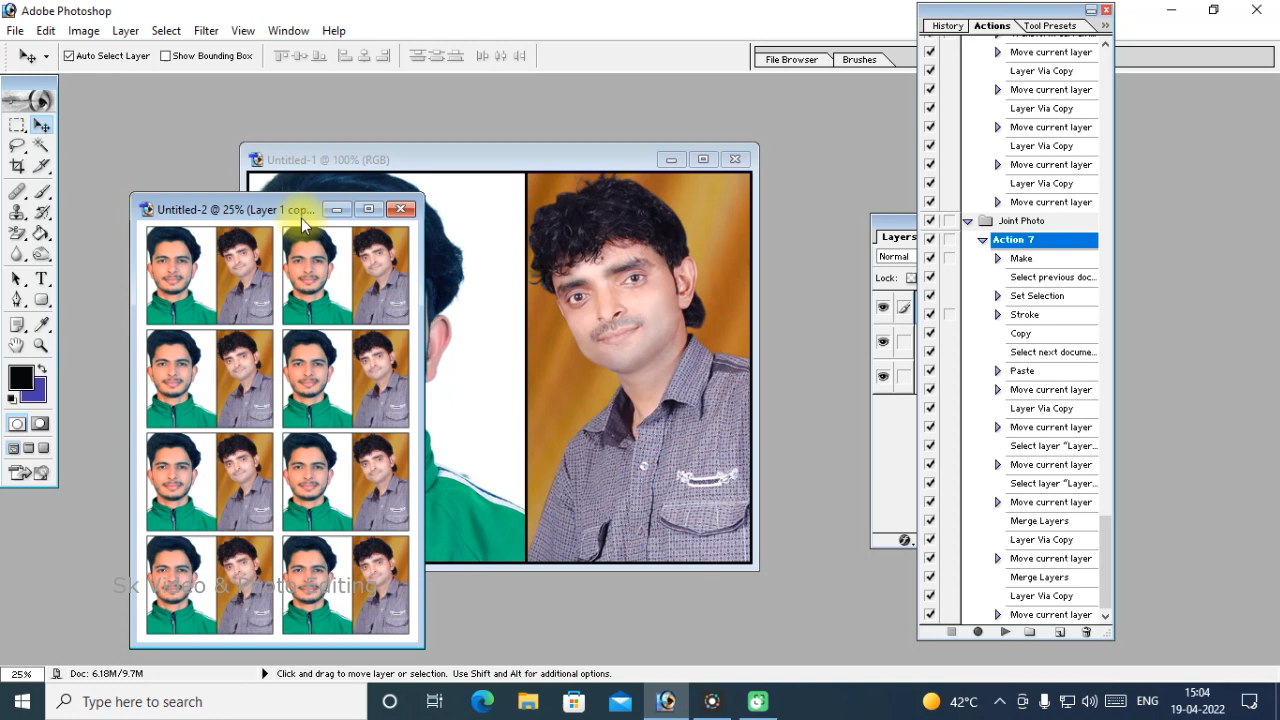 Adobe Photoshop
File Edit Image Layer Select Filter View Window Help
Auto Select Layer Show Bounding Box
File Browser Brushes
History Actions Tool Presets
Move current layer
Layer Via Copy
Move current layer
Layer Via Copy
Move current layer
Layer Via Copy
Move current layer
Layer Via Copy
Move current layer
Joint Photo
Action 7
Make
Select previous doc...
Set Selection
Stroke
Copy
Select next docume...
Paste
Move current layer
Layer Via Copy
Move current layer
Select layer “Layer...
Move current layer
Select layer “Layer...
Move current layer
Merge Layers
Layer Via Copy
Move current layer
Merge Layers
Layer Via Copy
Move current layer
Untitled-1 @ 100% (RGB)
Untitled-2 @ 25% (Layer 1 cop...
Layers
Normal
Lock:
Sk Video & Photo Editing
25% Doc: 6.18M/9.7M Click and drag to move layer or selection. Use Shift and Alt for additional options.
Type here to search
42°C ENG
15:04
19-04-2022